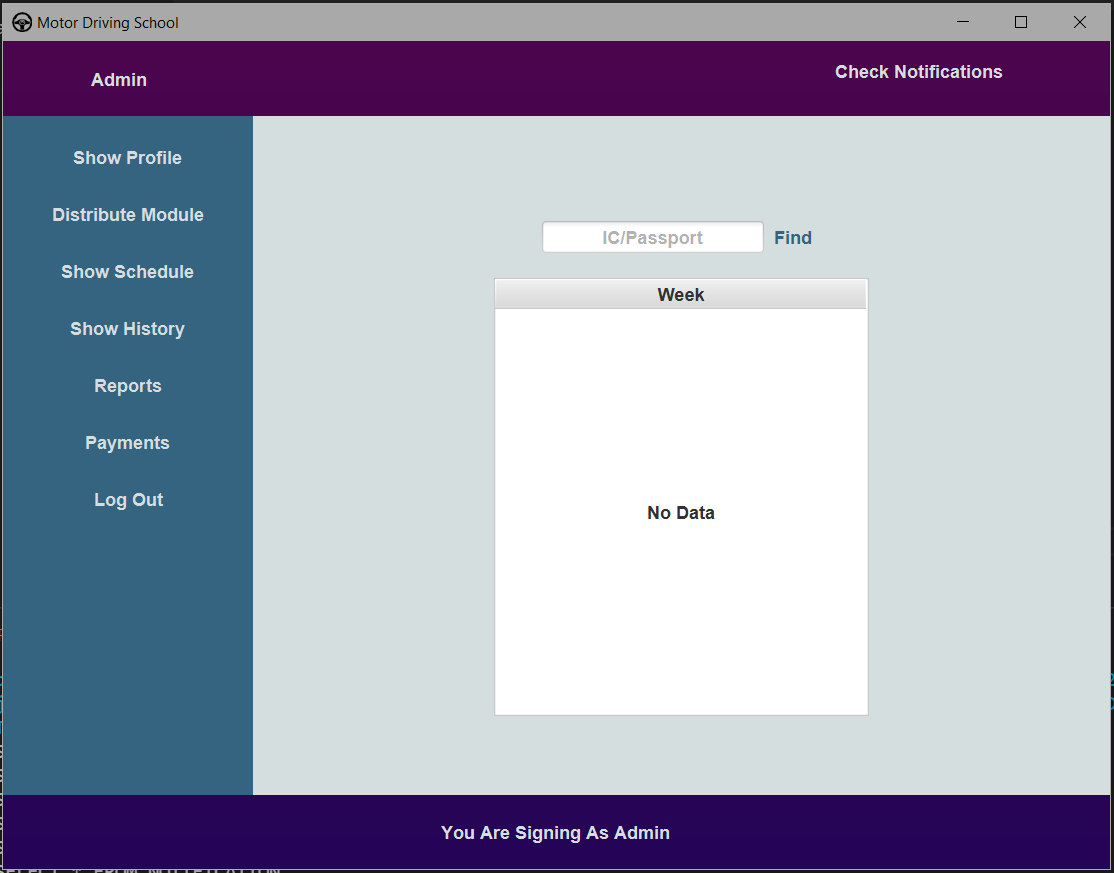 Motor Driving School
Admin
Check Notifications
Show Profile
Distribute Module
Show Schedule
Show History
Reports
Payments
Log Out
IC/Passport
Find
Week
No Data
You Are Signing As Admin